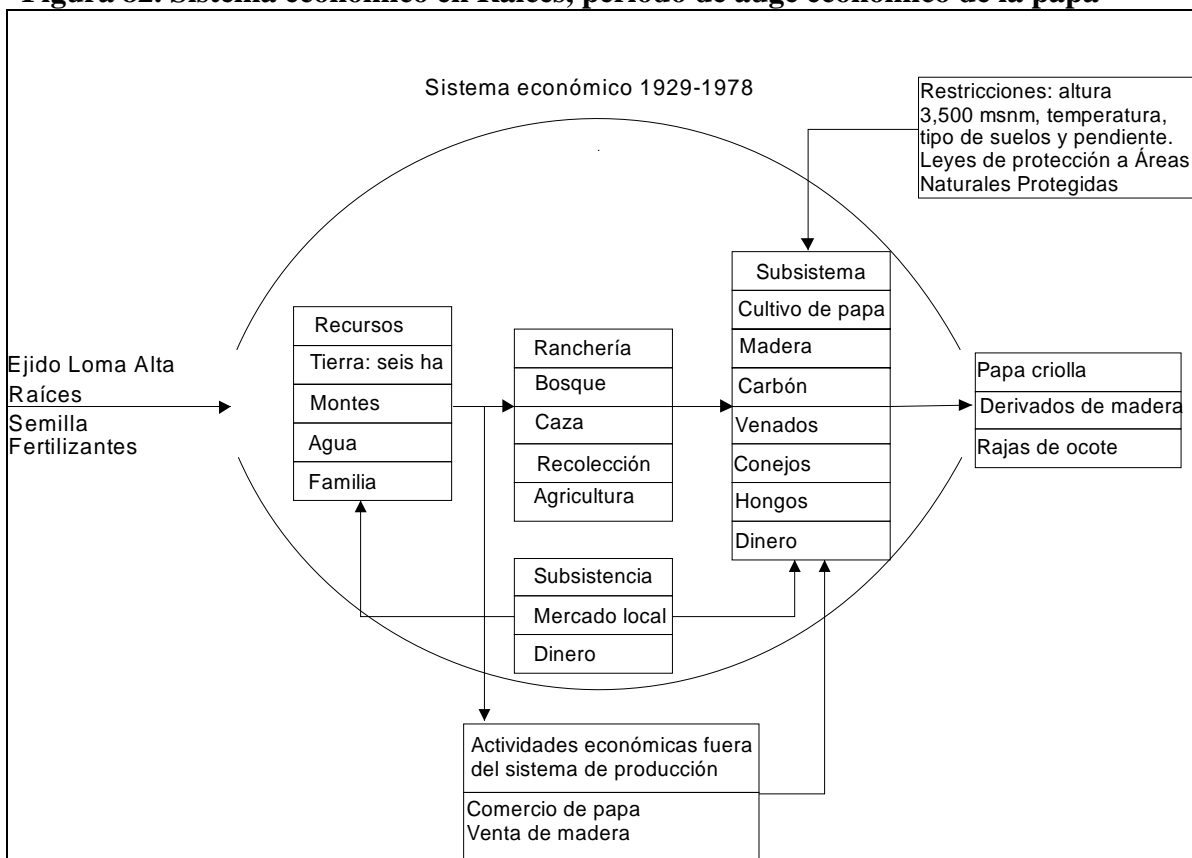 Figura 82. Sistema económico en Raíces, período de auge económico de la papa
Sistema económico 1929-1978
Restricciones: altura
3,500 msnm, temperatura,
tipo de suelos y pendiente.
Leyes de protección a Áreas
Naturales Protegidas
Ejido Loma Alta
Raíces
Semilla
Fertilizantes
Recursos
Tierra: seis ha
Montes
Agua
Familia
Ranchería
Bosque
Caza
Recolección
Agricultura
Subsistencia
Mercado local
Dinero
Subsistema
Cultivo de papa
Madera
Carbón
Venados
Conejos
Hongos
Dinero
Papa criolla
Derivados de madera
Rajas de ocote
Actividades económicas fuera
del sistema de producción
Comercio de papa
Venta de madera